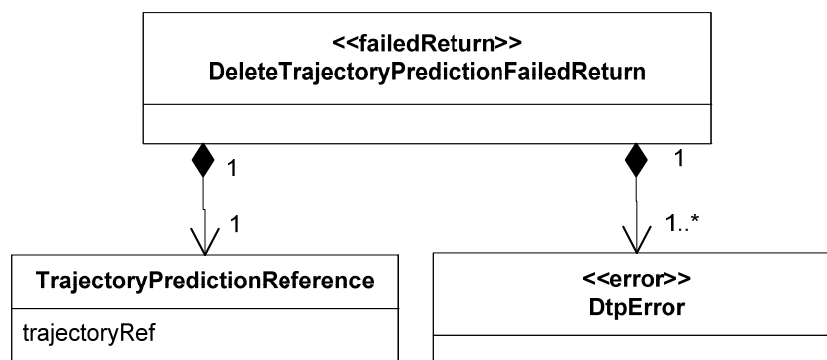 <<failedReturn>>
DeleteTrajectoryPredictionFailedReturn
1
1
1
1..*
TrajectoryPredictionReference
trajectoryRef
<<error>>
DtpError